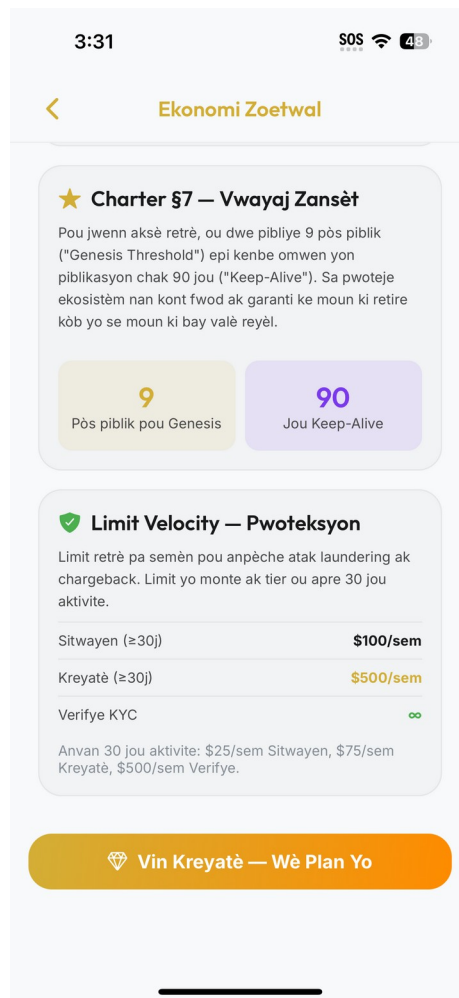 3:31
SOS
48
Ekonomi Zoetwal
Charter §7 — Vwayaj Zansèt
Pou jwenn aksè retrè, ou dwe pibliye 9 pòs piblik
("Genesis Threshold") epi kenbe omwen yon
piblikasyon chak 90 jou ("Keep-Alive"). Sa pwoteje
ekosistèm nan kont fwod ak garanti ke moun ki retire
kòb yo se moun ki bay valè reyèl.
9
Pòs piblik pou Genesis
90
Jou Keep-Alive
Limit Velocity — Pwoteksyon
Limit retrè pa semèn pou anpèche atak laundering ak
chargeback. Limit yo monte ak tier ou apre 30 jou
aktivite.
Sitwayen (≥30j) $100/sem
Kreyatè (≥30j) $500/sem
Verifye KYC ∞
Anvan 30 jou aktivite: $25/sem Sitwayen, $75/sem
Kreyatè, $500/sem Verifye.
Vin Kreyatè — Wè Plan Yo